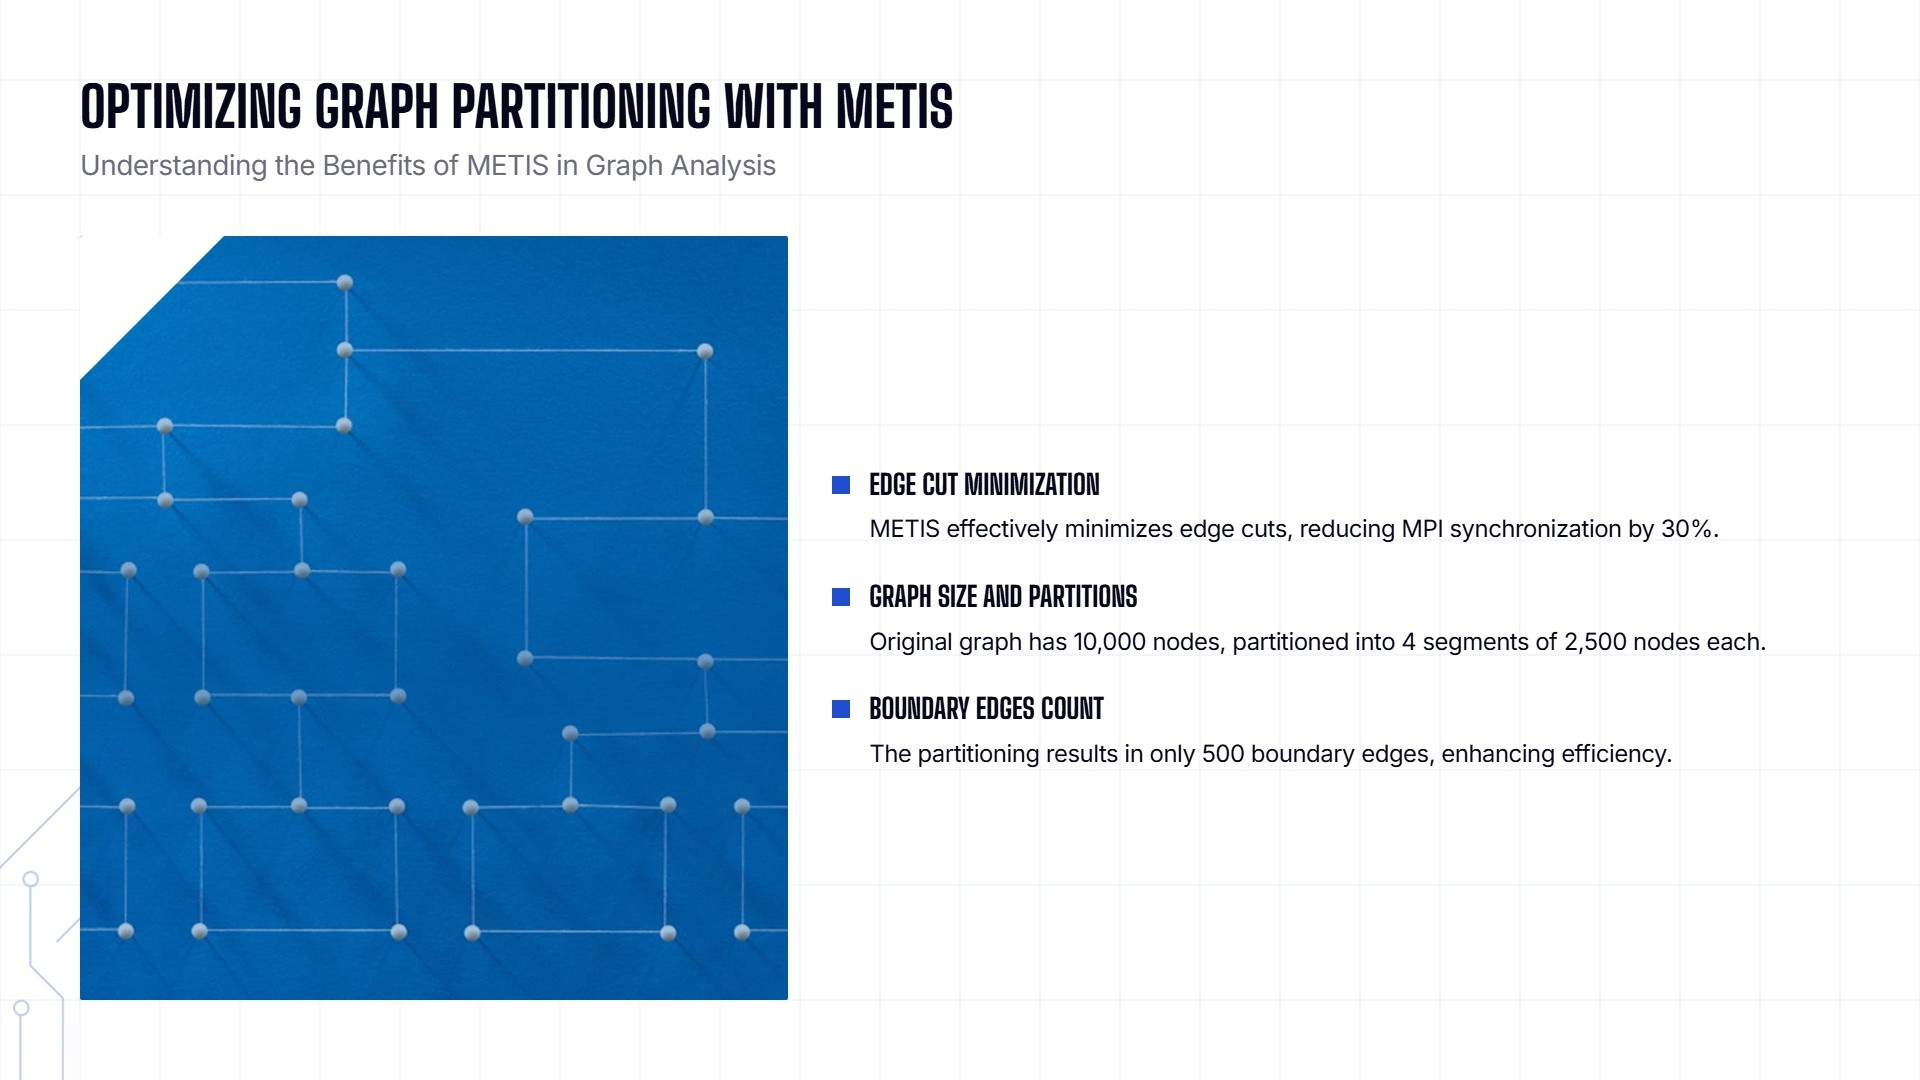 OPTIMIZING GRAPH PARTITIONING WITH METIS
Understanding the Benefits of METIS in Graph Analysis
EDGE CUT MINIMIZATION
METIS effectively minimizes edge cuts, reducing MPI synchronization by 30%.
GRAPH SIZE AND PARTITIONS
Original graph has 10,000 nodes, partitioned into 4 segments of 2,500 nodes each.
BOUNDARY EDGES COUNT
The partitioning results in only 500 boundary edges, enhancing efficiency.